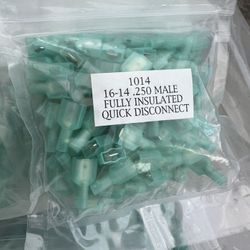 1014
16-14 .250 MALE
FULLY INSULATED
QUICK DISCONNECT